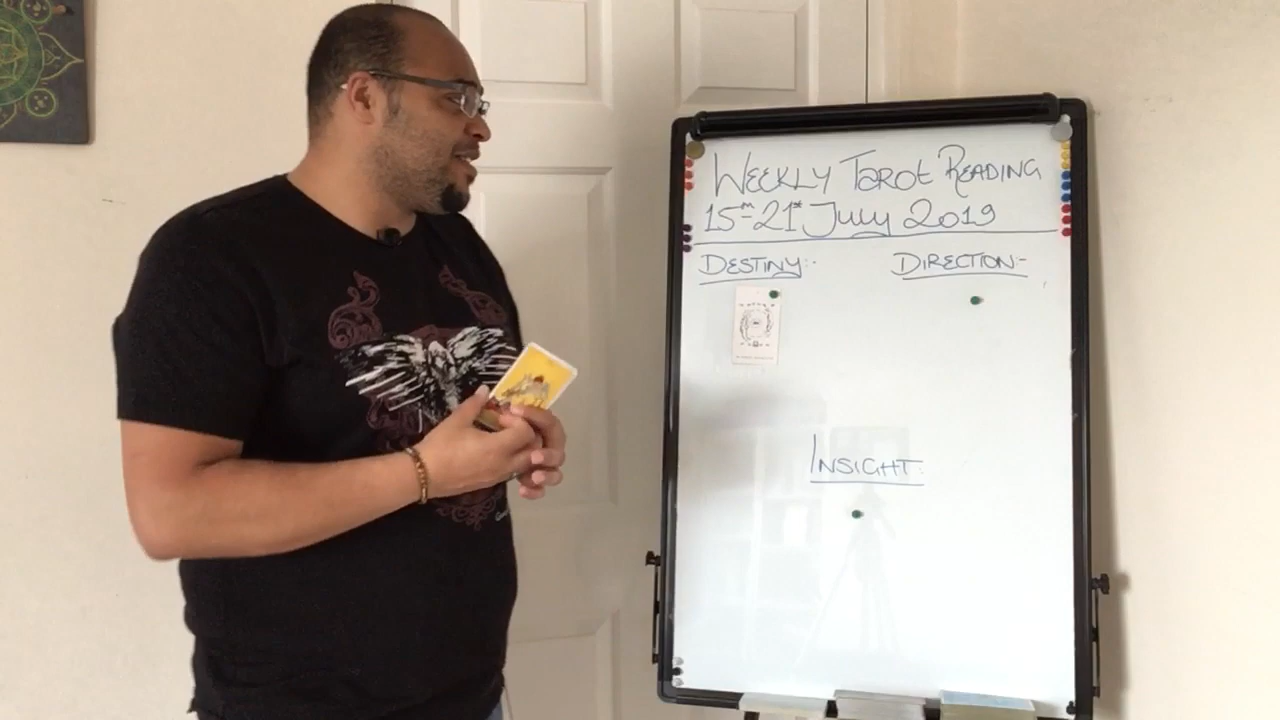 WEEKLY TAROT READING
15th-21st JULY 2019
DESTINY:- DIRECTION:-
INSIGHT: